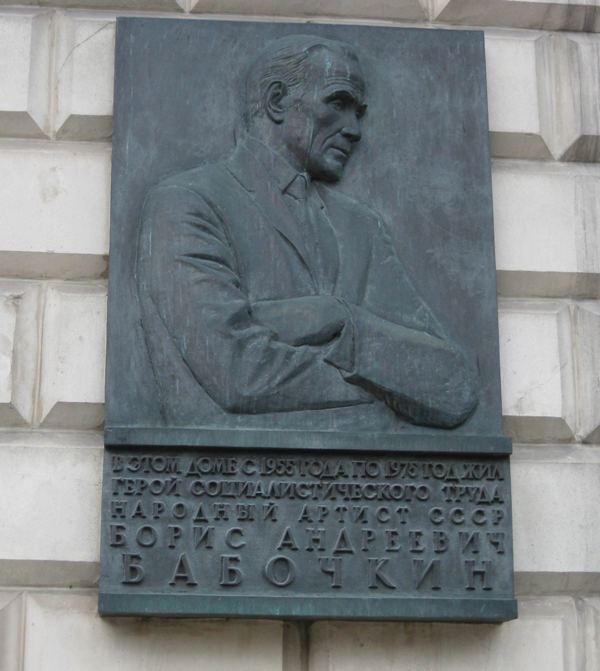 В ЭТОМ ДОМЕ С 1955 ГОДА ПО 1975 ГОД ЖИЛ
ГЕРОЙ СОЦИАЛИСТИЧЕСКОГО ТРУДА
НАРОДНЫЙ АРТИСТ СССР
БОРИС АНДРЕЕВИЧ
БАБОЧКИН